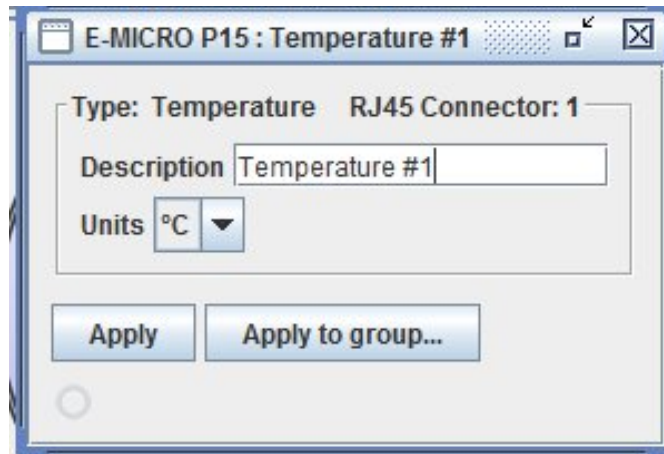 E-MICRO P15 : Temperature #1
Type: Temperature RJ45 Connector: 1
Description Temperature #1
Units °C
Apply Apply to group...